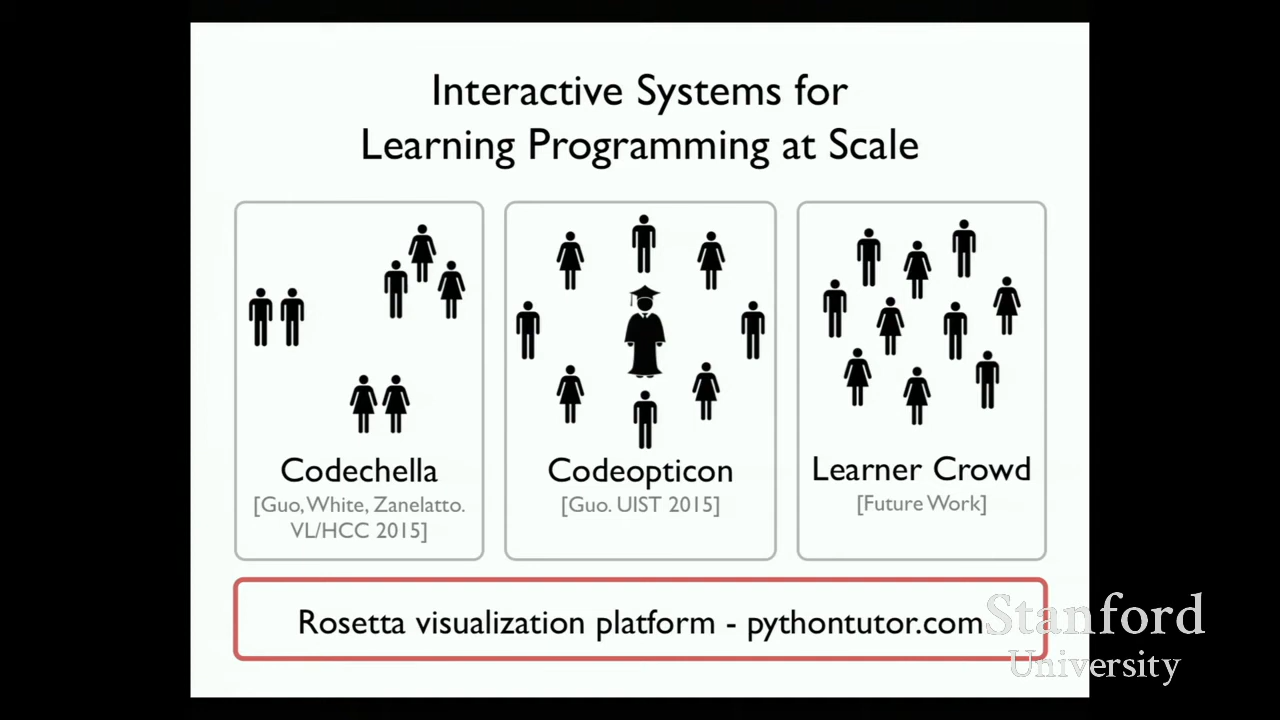 Interactive Systems for
Learning Programming at Scale
Codechella
[Guo, White, Zanelatto.
VL/HCC 2015]
Codeopticon
[Guo. UIST 2015]
Learner Crowd
[Future Work]
Rosetta visualization platform - pythontutor.com
Stanford
University